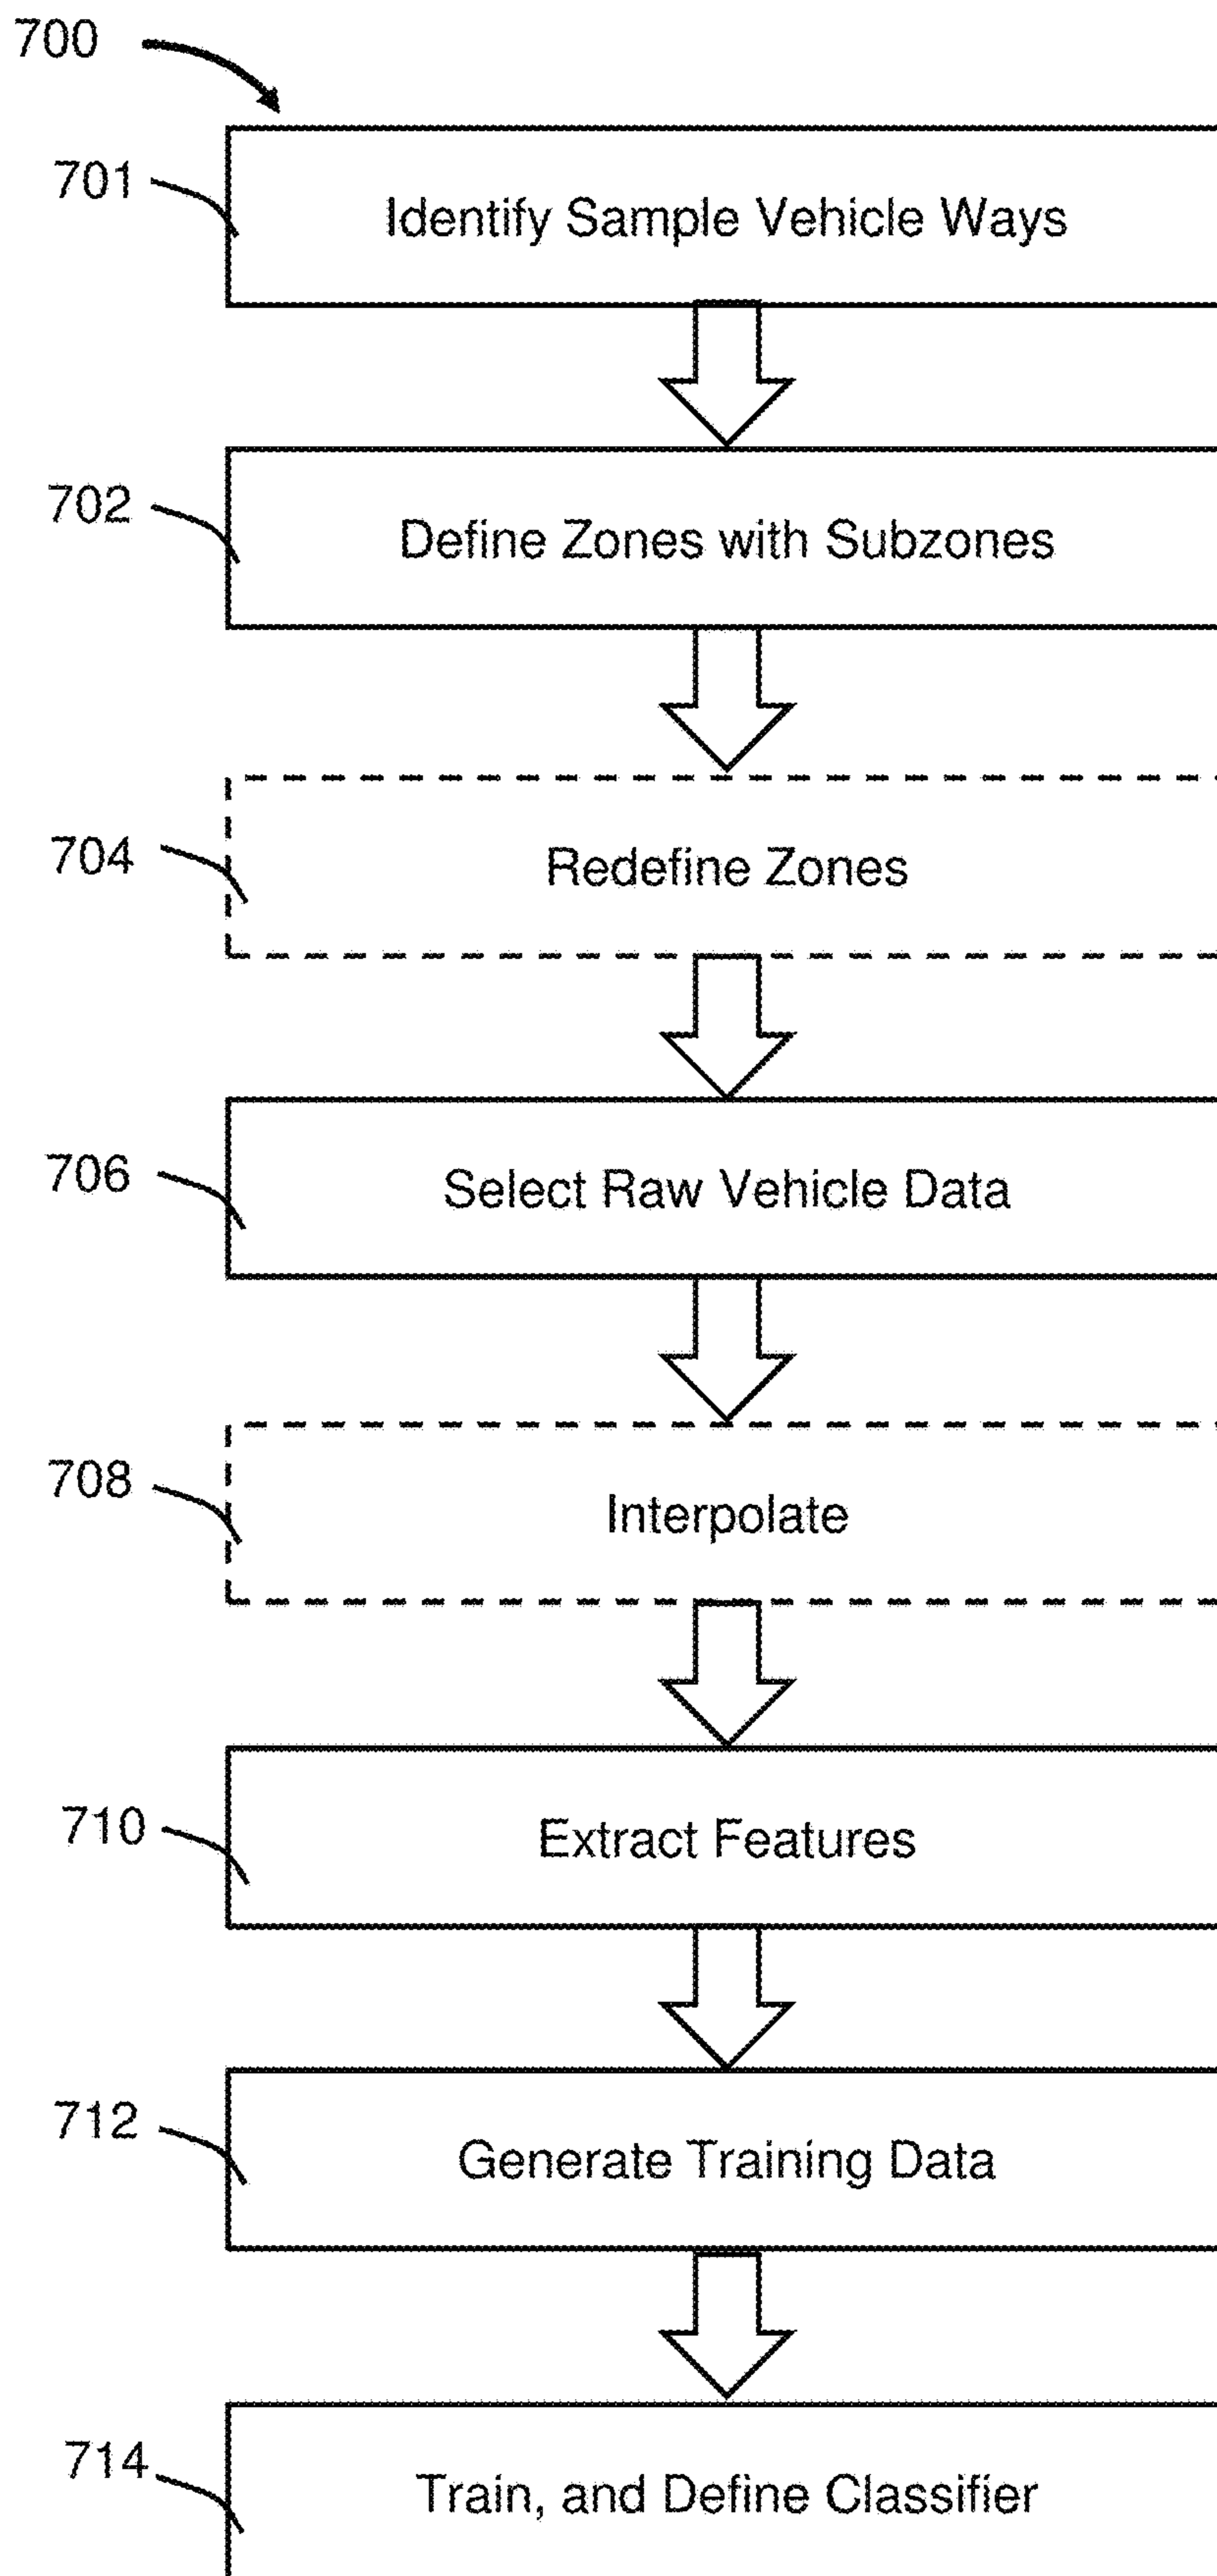 700
701
Identify Sample Vehicle Ways
702
Define Zones with Subzones
704
Redefine Zones
706
Select Raw Vehicle Data
708
Interpolate
710
Extract Features
712
Generate Training Data
714
Train, and Define Classifier